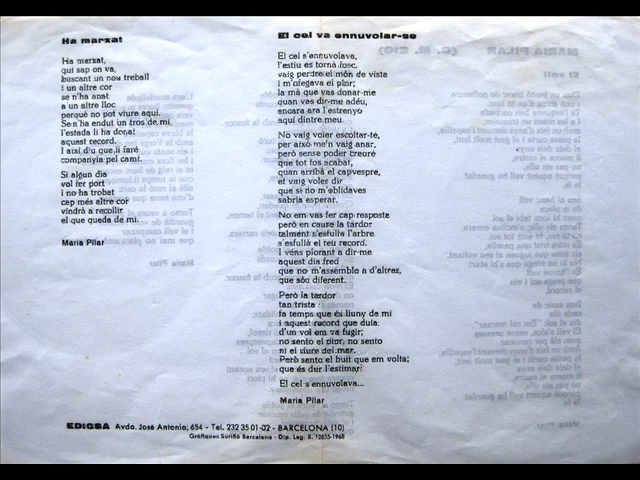 Ha marxat
Ha marxat,
qui sap on va,
buscant un nou treball
i un altre cor
se n'ha anat
a un altre lloc
perquè no pot viure aquí.
Se n'ha endut un tros de mi.
l'estada li ha donat
aquest record.
I així d'u que li faré
companyia pel camí.
Si algun dia
vol fer port
i no ha trobat
cap més altre cor
vindrà a recollir
el que queda de mi.
Maria Pilar
El cel va ennuvolar-se
El cel s'ennuvolava,
l'estiu es tornà fosc,
vaig perdre el món de vista
i m'ofegava el plor;
la mà que vas donar-me
quan vas dir-me adéu,
encara ara l'estrenyo
aquí dintre meu.
No vaig voler escoltar-te,
per això me'n vaig anar,
però sense poder creure
que tot fos acabat,
quan arribà el capvespre,
et vaig voler dir
que si no m'oblidaves
sabria esperar.
No em vas fer cap resposta
però en caure la tardor
talment s'esfulla l'arbre
s'esfullà el teu record.
I véns plorant a dir-me
aquest dia fred
que no m'assembla a d'altres,
que sóc diferent.
Però la tardor
tan trista
fa temps que és lluny de mi
i aquest record que duia
d'un vol em va fugir;
no sento el plor, no sento
ni el siure del mar.
Però sento el buit que em volta;
que és dur l'estimar!
El cel s'ennuvolava...
Maria Pilar
EDIGSA Avda. José Antonio, 654 - Tel. 232 35 01-02 - BARCELONA (10)
Gràfiques Suriñà Barcelona - Dip. Leg. B. 12855-1968